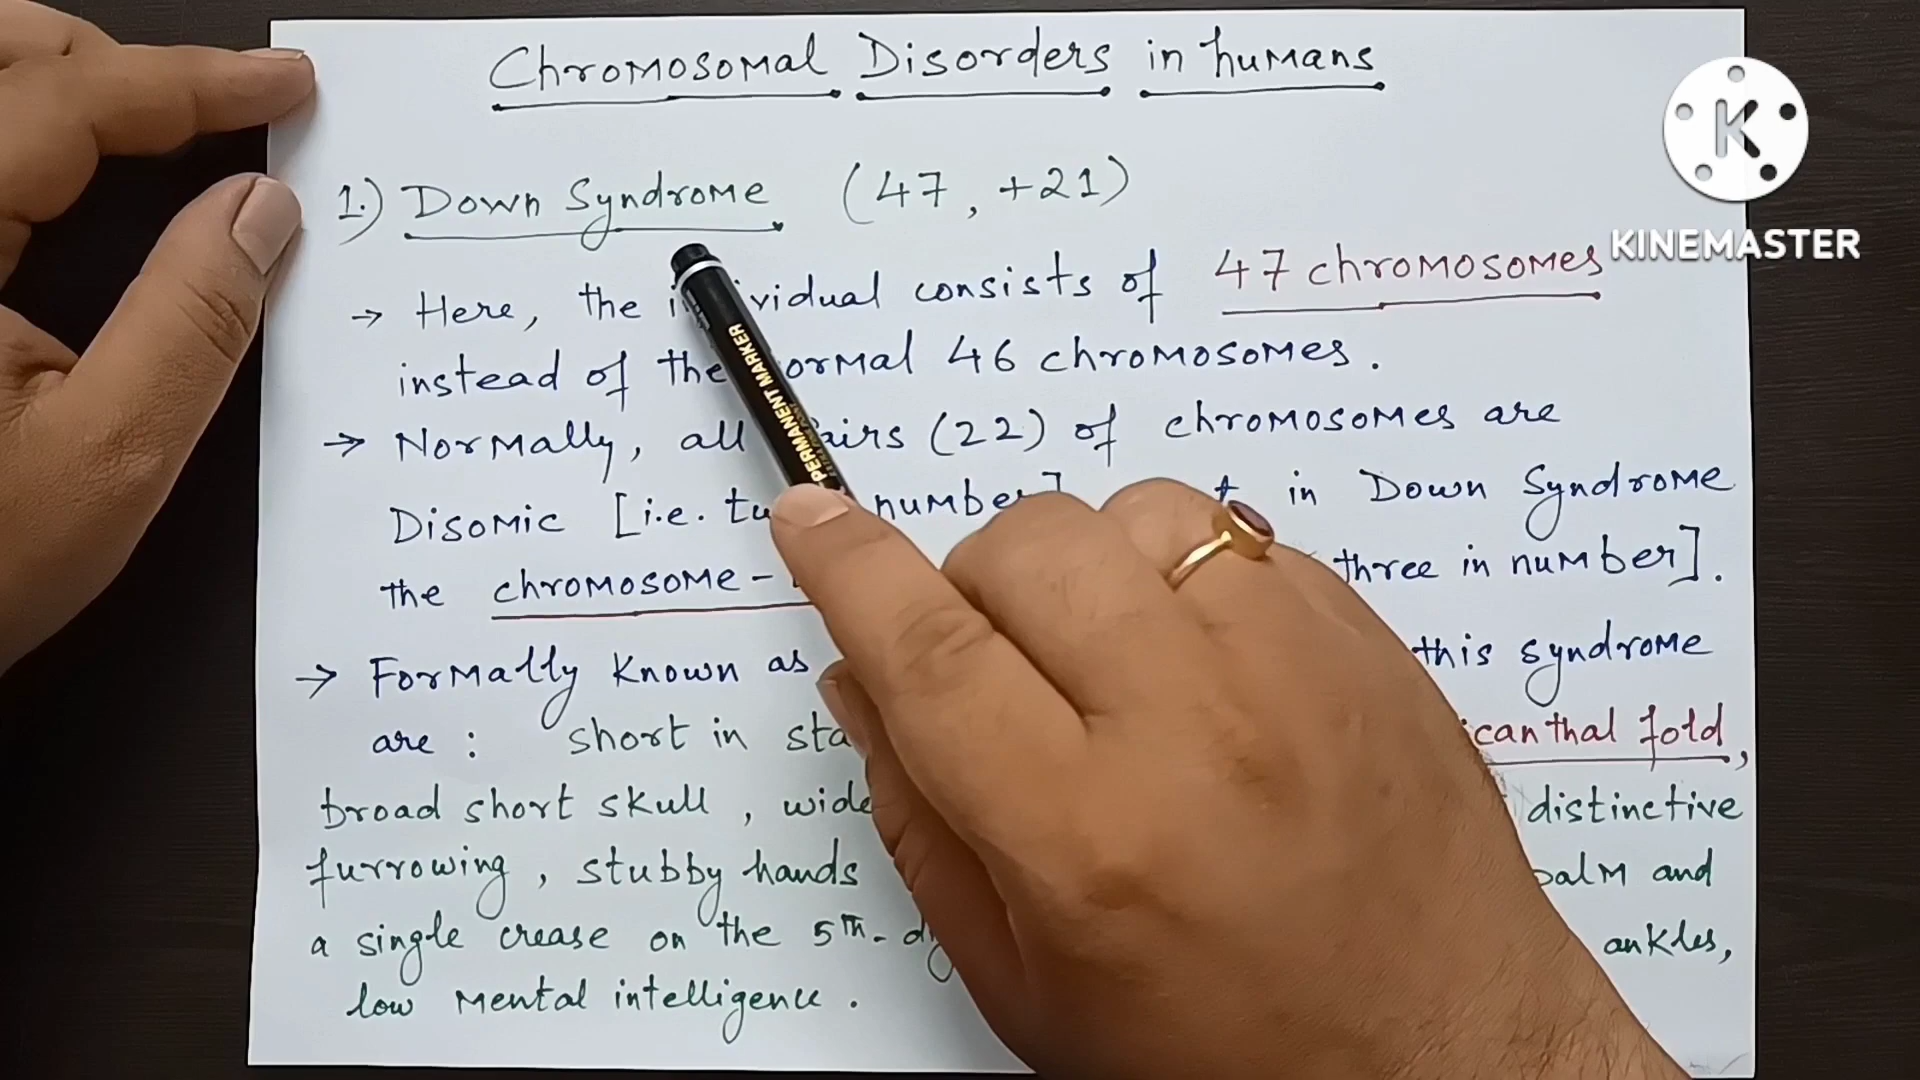 Chromosomal Disorders in humans
1.) Down Syndrome (47, +21)
→ Here, the vidual consists of 47 chromosomes
instead of the ormal 46 chromosomes.
→ Normally, all airs (22) of chromosomes are
Disomic [i.e. number] in Down Syndrome
the chromosome - three in number].
→ Formally known as this syndrome
are : short in canthal fold,
broad short skull, wide distinctive
furrowing, stubby hands palm and
a single crease on the 5th- ankles,
low mental intelligence.
PERMANENT MARKER
K
KINEMASTER